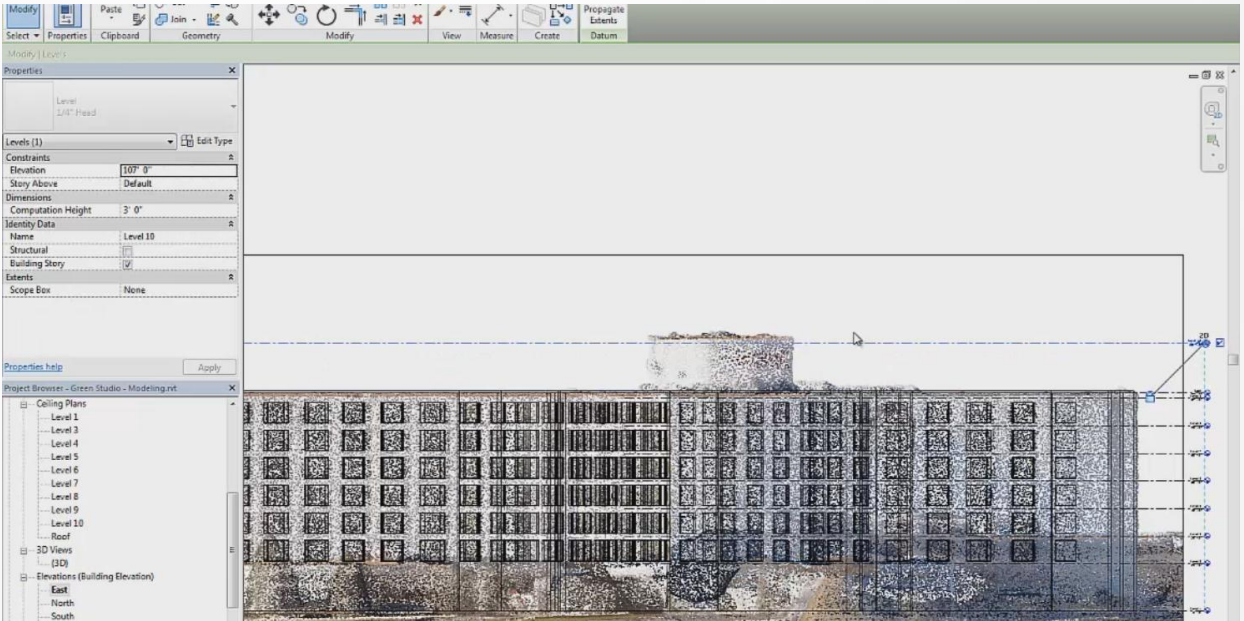 Modify
Paste
Join
Propagate
Extents
Select
Properties
Clipboard
Geometry
Modify
View
Measure
Create
Datum
Modify | Levels
Properties
Level
1/4" Head
Levels (1)
Edit Type
Constraints
Elevation 107' 0"
Story Above Default
Dimensions
Computation Height 3' 0"
Identity Data
Name Level 10
Structural
Building Story
Extents
Scope Box None
Properties help
Apply
2D
Project Browser - Green Studio - Modeling.rvt
Ceiling Plans
Level 1
Level 3
Level 4
Level 5
Level 6
Level 7
Level 8
Level 9
Level 10
Roof
3D Views
{3D}
Elevations (Building Elevation)
East
North
South